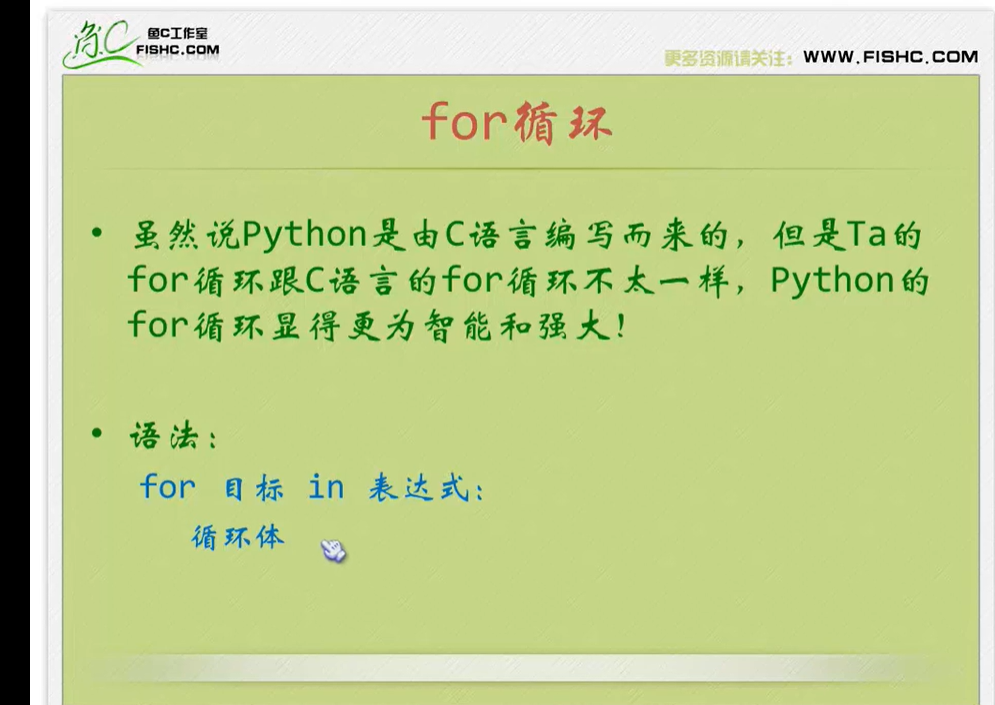 鱼C
鱼C工作室
FISHC.COM
更多资源请关注：WWW.FISHC.COM
for循环
• 虽然说Python是由C语言编写而来的，但是Ta的
for循环跟C语言的for循环不太一样，Python的
for循环显得更为智能和强大！
• 语法：
for 目标 in 表达式：
循环体